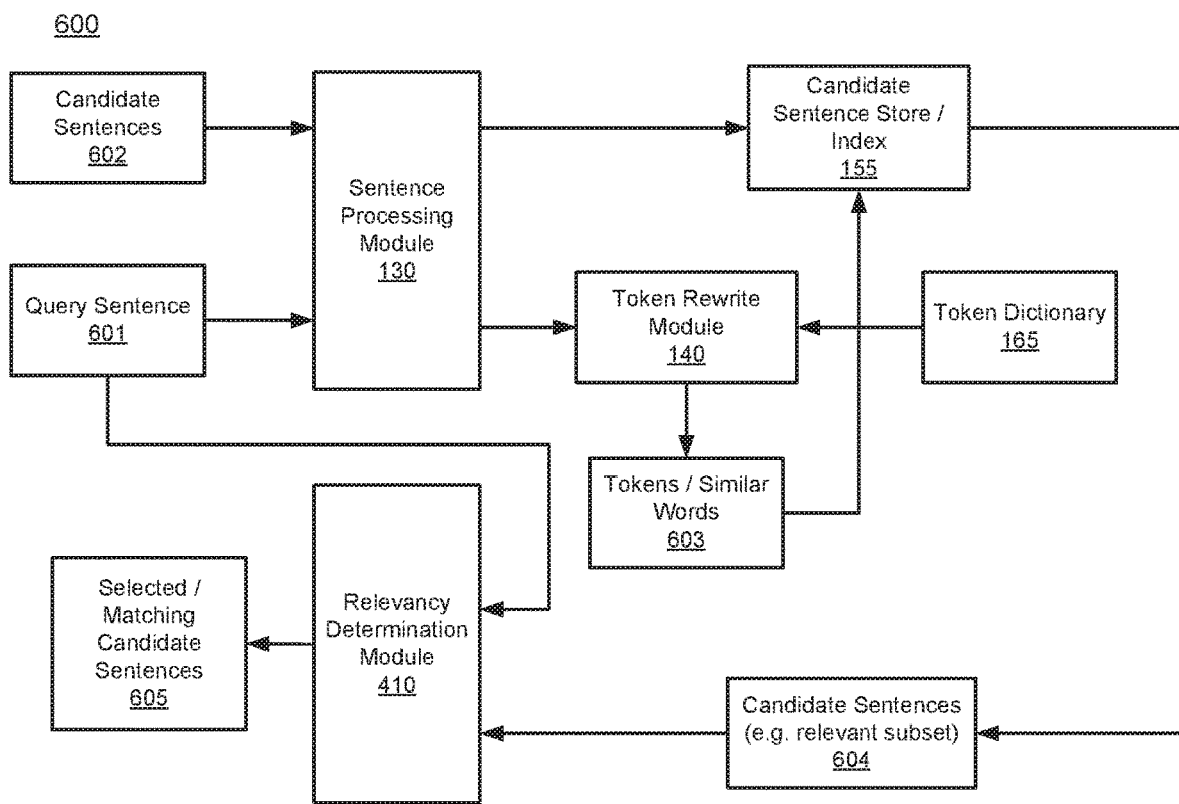 600
Candidate
Sentences
602
Sentence
Processing
Module
130
Candidate
Sentence Store /
Index
155
Query Sentence
601
Token Rewrite
Module
140
Token Dictionary
165
Tokens / Similar
Words
603
Selected /
Matching
Candidate
Sentences
605
Relevancy
Determination
Module
410
Candidate Sentences
(e.g. relevant subset)
604